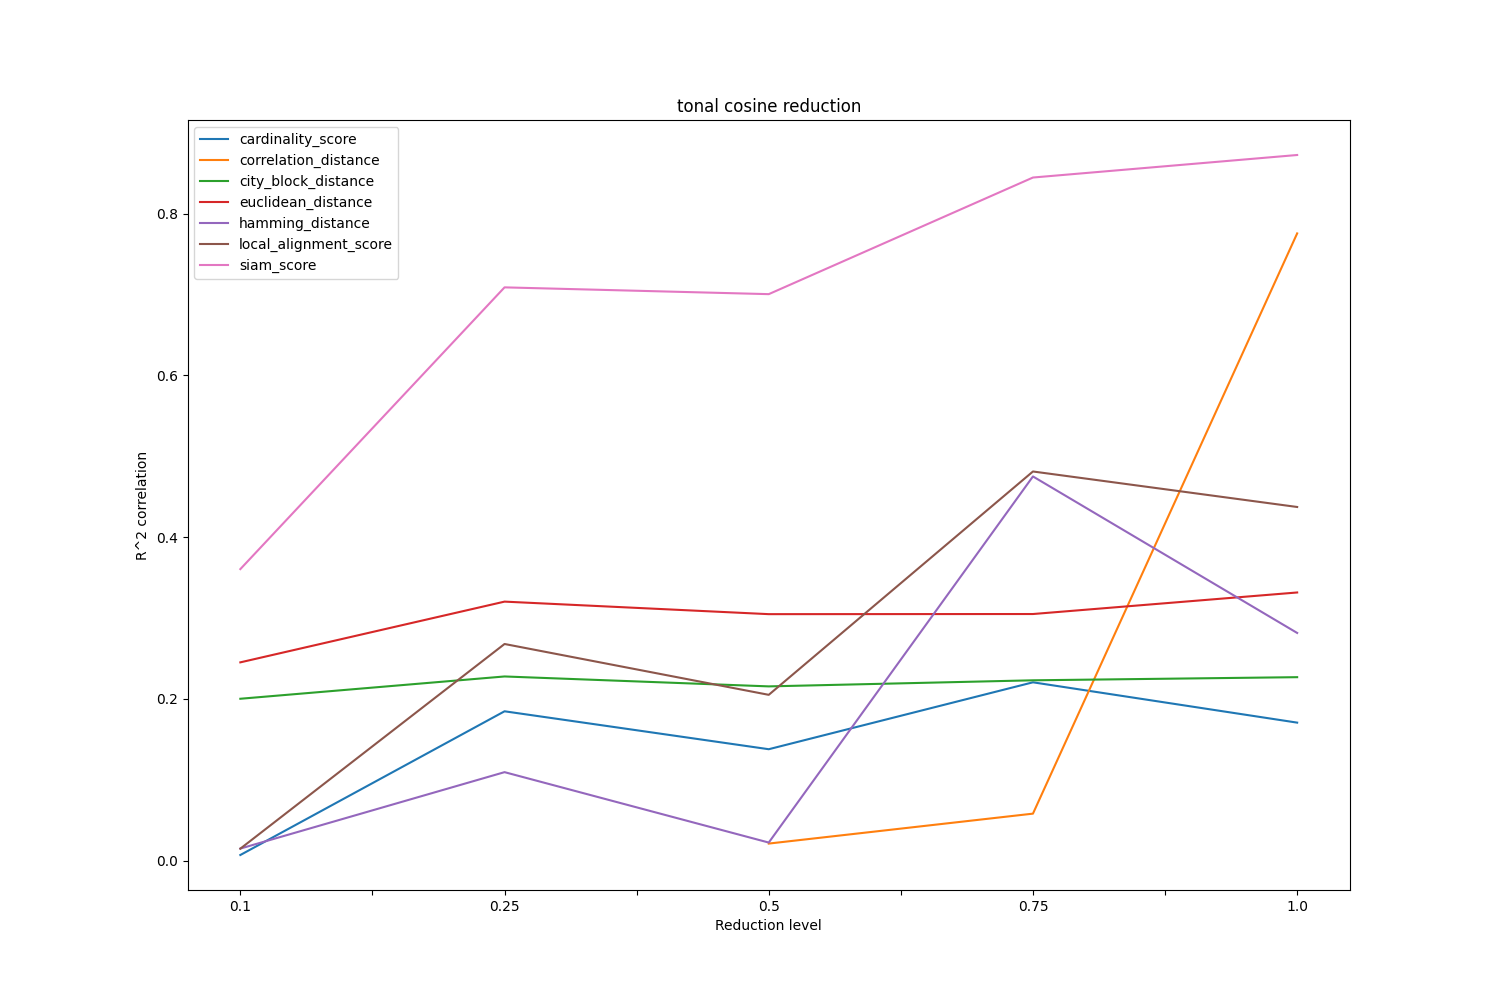 tonal cosine reduction
cardinality_score
correlation_distance
city_block_distance
euclidean_distance
hamming_distance
local_alignment_score
siam_score
0.8
0.6
0.4
0.2
0.0
R^2 correlation
0.1 0.25 0.5 0.75 1.0
Reduction level